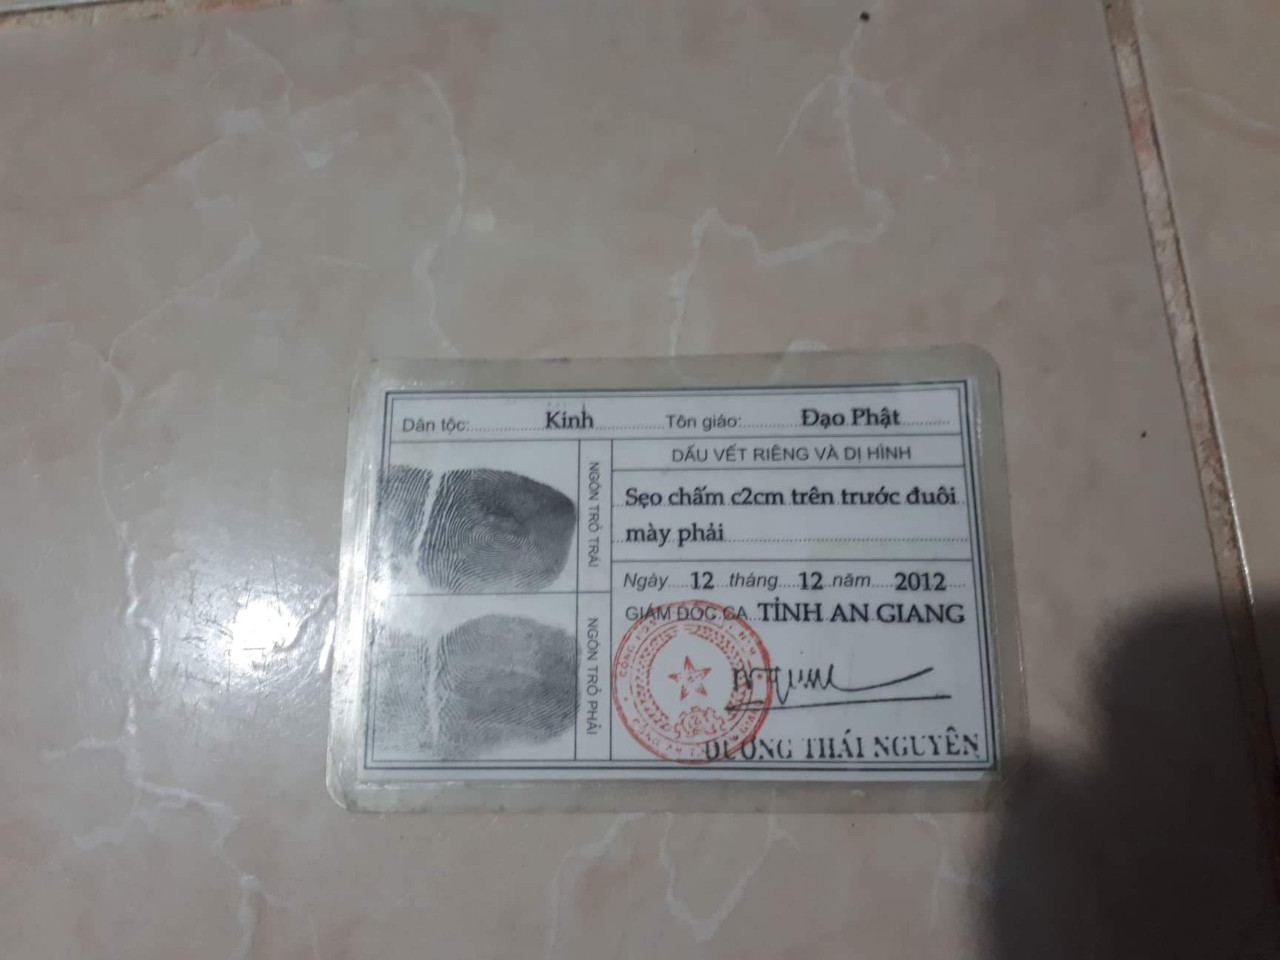 Dân tộc: Kinh Tôn giáo: Đạo Phật
NGÓN TRỎ TRÁI
NGÓN TRỎ PHẢI
DẤU VẾT RIÊNG VÀ DỊ HÌNH
Sẹo chấm c2cm trên trước đuôi
mày phải
Ngày 12 tháng 12 năm 2012
GIÁM ĐỐC CA TỈNH AN GIANG
DƯƠNG THÁI NGUYÊN